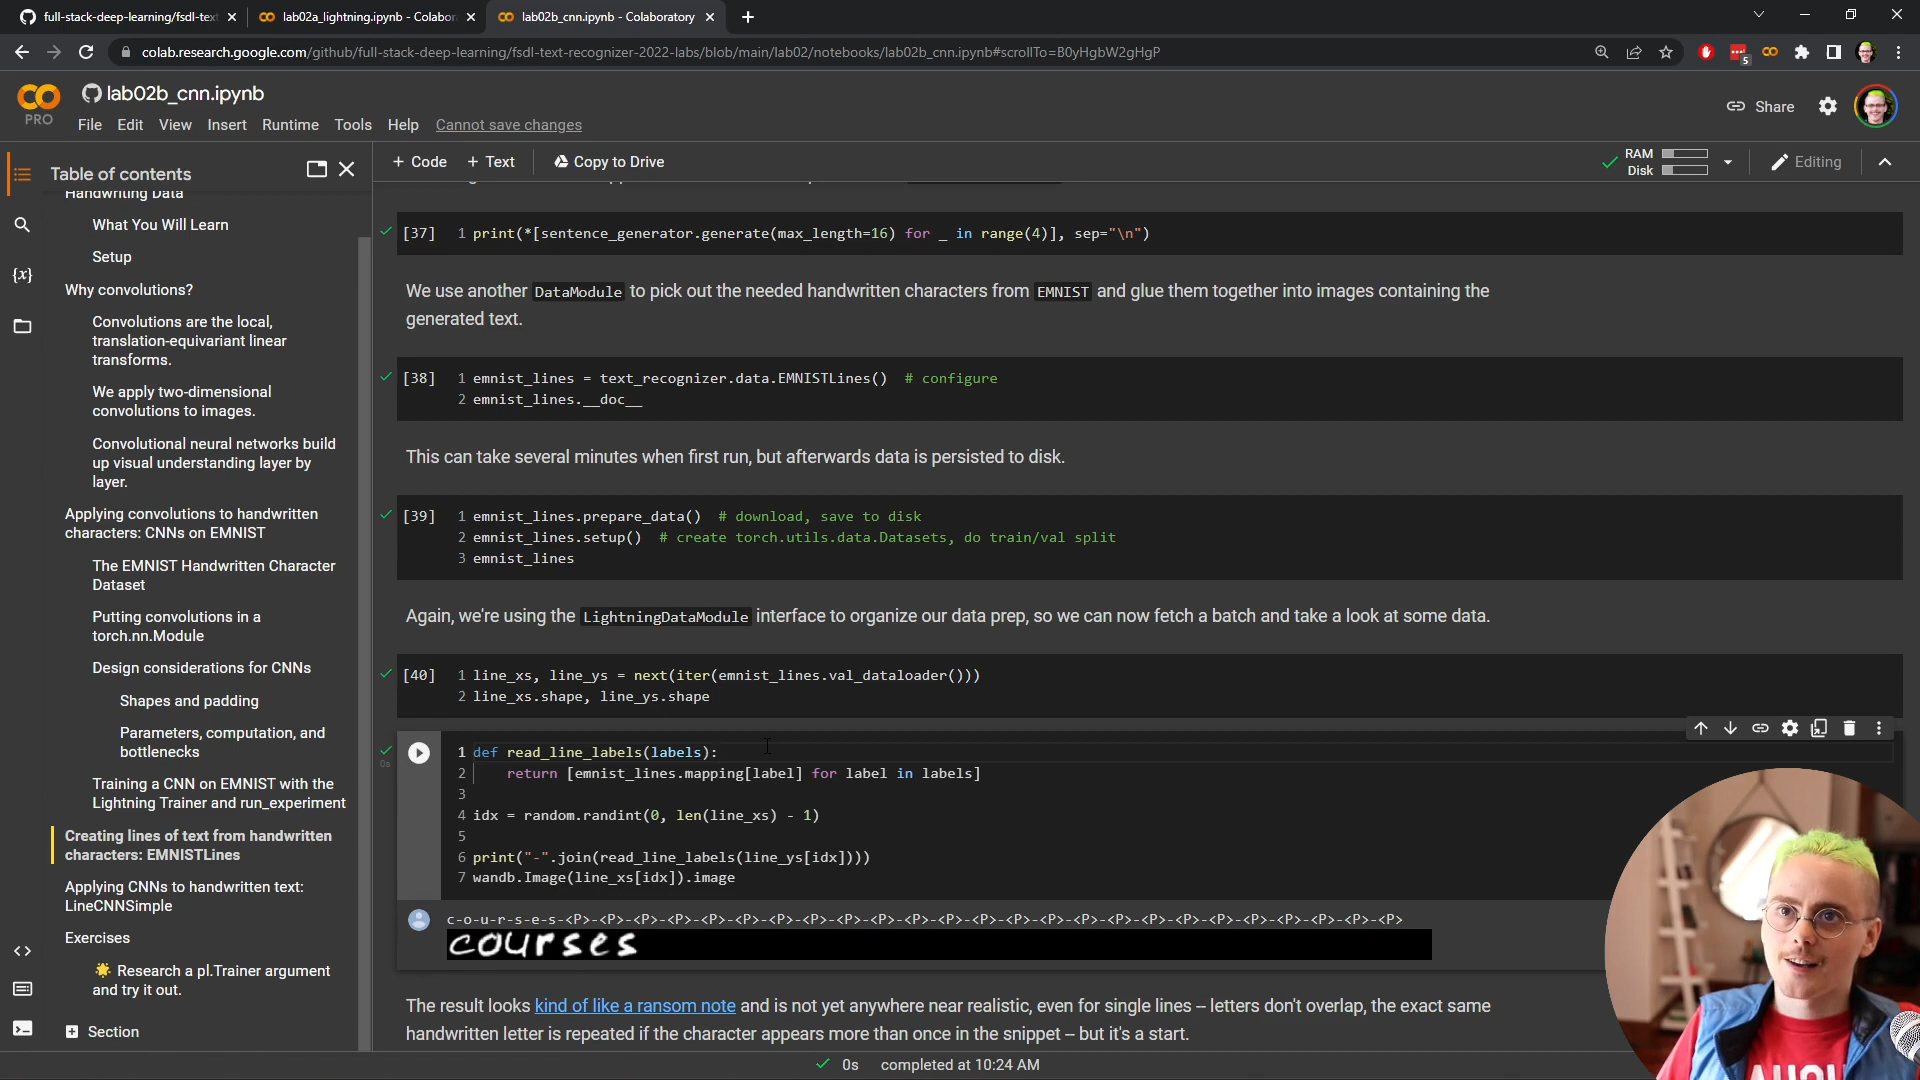 full-stack-deep-learning/fsdl-text
lab02a_lightning.ipynb - Colabor
lab02b_cnn.ipynb - Colaboratory
colab.research.google.com/github/full-stack-deep-learning/fsdl-text-recognizer-2022-labs/blob/main/lab02/notebooks/lab02b_cnn.ipynb#scrollTo=B0yHgbW2gHgP
5
PRO
lab02b_cnn.ipynb
File Edit View Insert Runtime Tools Help Cannot save changes
Share
Table of contents
+ Code + Text Copy to Drive
RAM
Disk
Editing
Handwriting Data
What You Will Learn
Setup
Why convolutions?
Convolutions are the local,
translation-equivariant linear
transforms.
We apply two-dimensional
convolutions to images.
Convolutional neural networks build
up visual understanding layer by
layer.
Applying convolutions to handwritten
characters: CNNs on EMNIST
The EMNIST Handwritten Character
Dataset
Putting convolutions in a
torch.nn.Module
Design considerations for CNNs
Shapes and padding
Parameters, computation, and
bottlenecks
Training a CNN on EMNIST with the
Lightning Trainer and run_experiment
Creating lines of text from handwritten
characters: EMNISTLines
Applying CNNs to handwritten text:
LineCNNSimple
Exercises
🌟 Research a pl.Trainer argument
and try it out.
+ Section
[37] 1 print(*[sentence_generator.generate(max_length=16) for _ in range(4)], sep="\n")
We use another DataModule to pick out the needed handwritten characters from EMNIST and glue them together into images containing the
generated text.
[38] 1 emnist_lines = text_recognizer.data.EMNISTLines() # configure
2 emnist_lines.__doc__
This can take several minutes when first run, but afterwards data is persisted to disk.
[39] 1 emnist_lines.prepare_data() # download, save to disk
2 emnist_lines.setup() # create torch.utils.data.Datasets, do train/val split
3 emnist_lines
Again, we're using the LightningDataModule interface to organize our data prep, so we can now fetch a batch and take a look at some data.
[40] 1 line_xs, line_ys = next(iter(emnist_lines.val_dataloader()))
2 line_xs.shape, line_ys.shape
0s
1 def read_line_labels(labels):
2 return [emnist_lines.mapping[label] for label in labels]
3
4 idx = random.randint(0, len(line_xs) - 1)
5
6 print("-".join(read_line_labels(line_ys[idx])))
7 wandb.Image(line_xs[idx]).image
c-o-u-r-s-e-s-<P>-<P>-<P>-<P>-<P>-<P>-<P>-<P>-<P>-<P>-<P>-<P>-<P>-<P>-<P>-<P>-<P>-<P>-<P>-<P>-<P>-<P>-<P>-<P>-<P>
courses
The result looks kind of like a ransom note and is not yet anywhere near realistic, even for single lines -- letters don't overlap, the exact same
handwritten letter is repeated if the character appears more than once in the snippet -- but it's a start.
0s completed at 10:24 AM